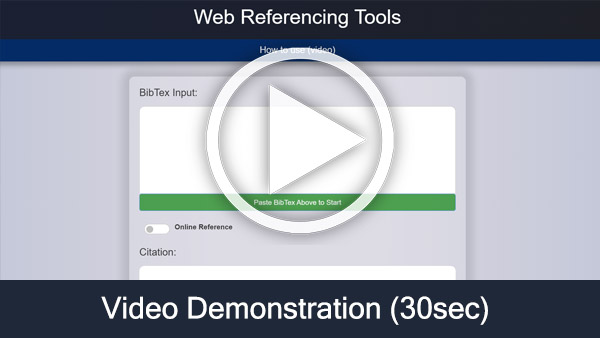 Web Referencing Tools
How to use (video)
BibTex Input:
Paste BibTex Above to Start
Online Reference
Citation:
Video Demonstration (30sec)